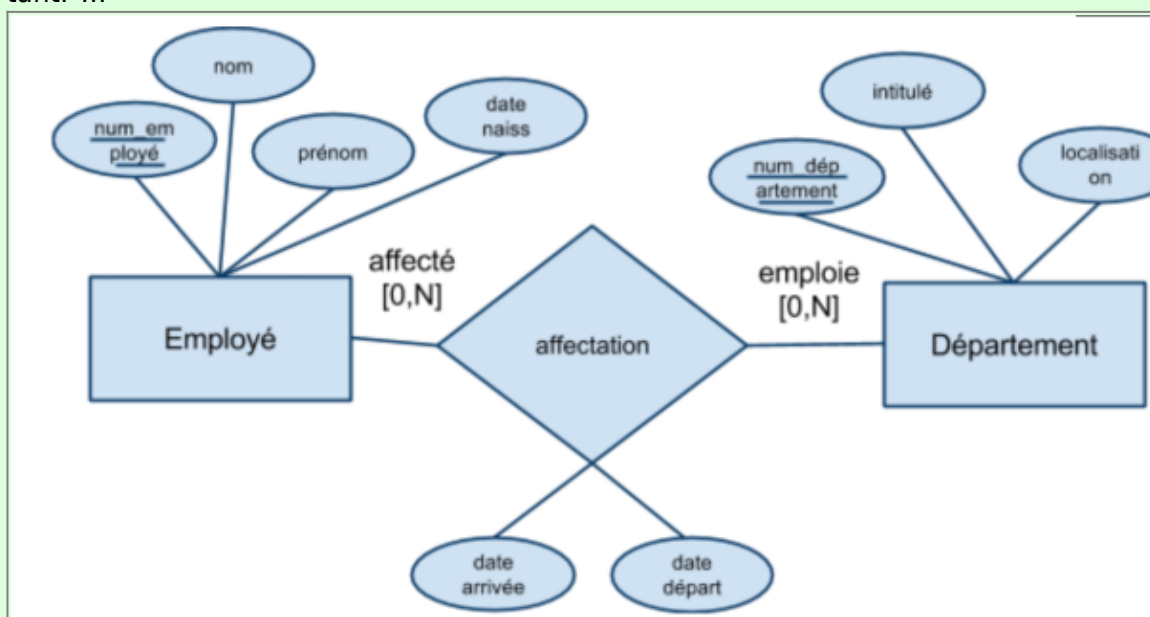 nom
num_em
ployé
prénom
date
naiss
intitulé
num_dép
artement
localisati
on
affecté
[0,N]
emploie
[0,N]
Employé
affectation
Département
date
arrivée
date
départ